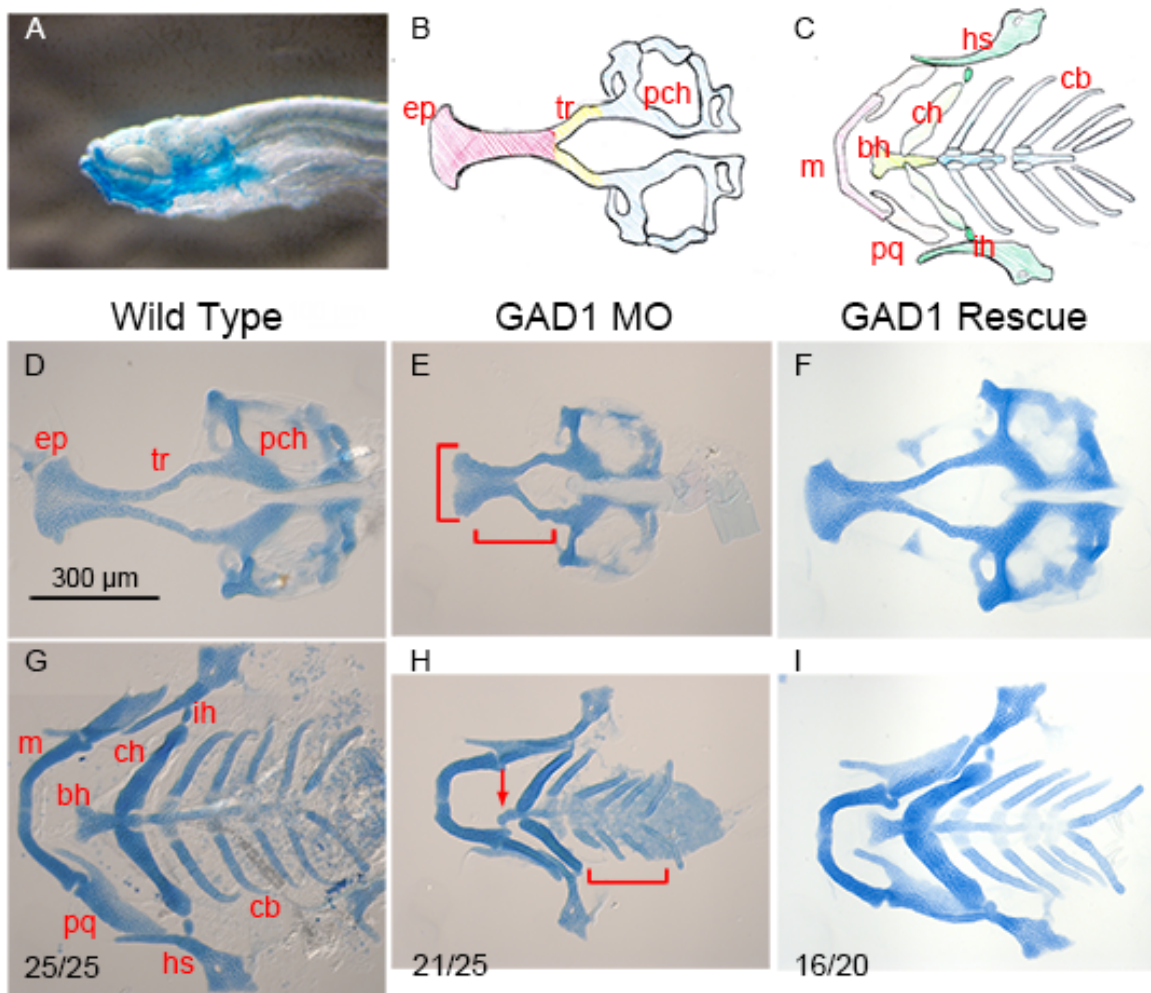 A
B
C
ep
tr
pch
hs
cb
ch
bh
m
pq
ih
Wild Type
GAD1 MO
GAD1 Rescue
D
E
F
ep
tr
pch
300 µm
G
H
I
m
ih
ch
bh
cb
pq
hs
25/25
21/25
16/20